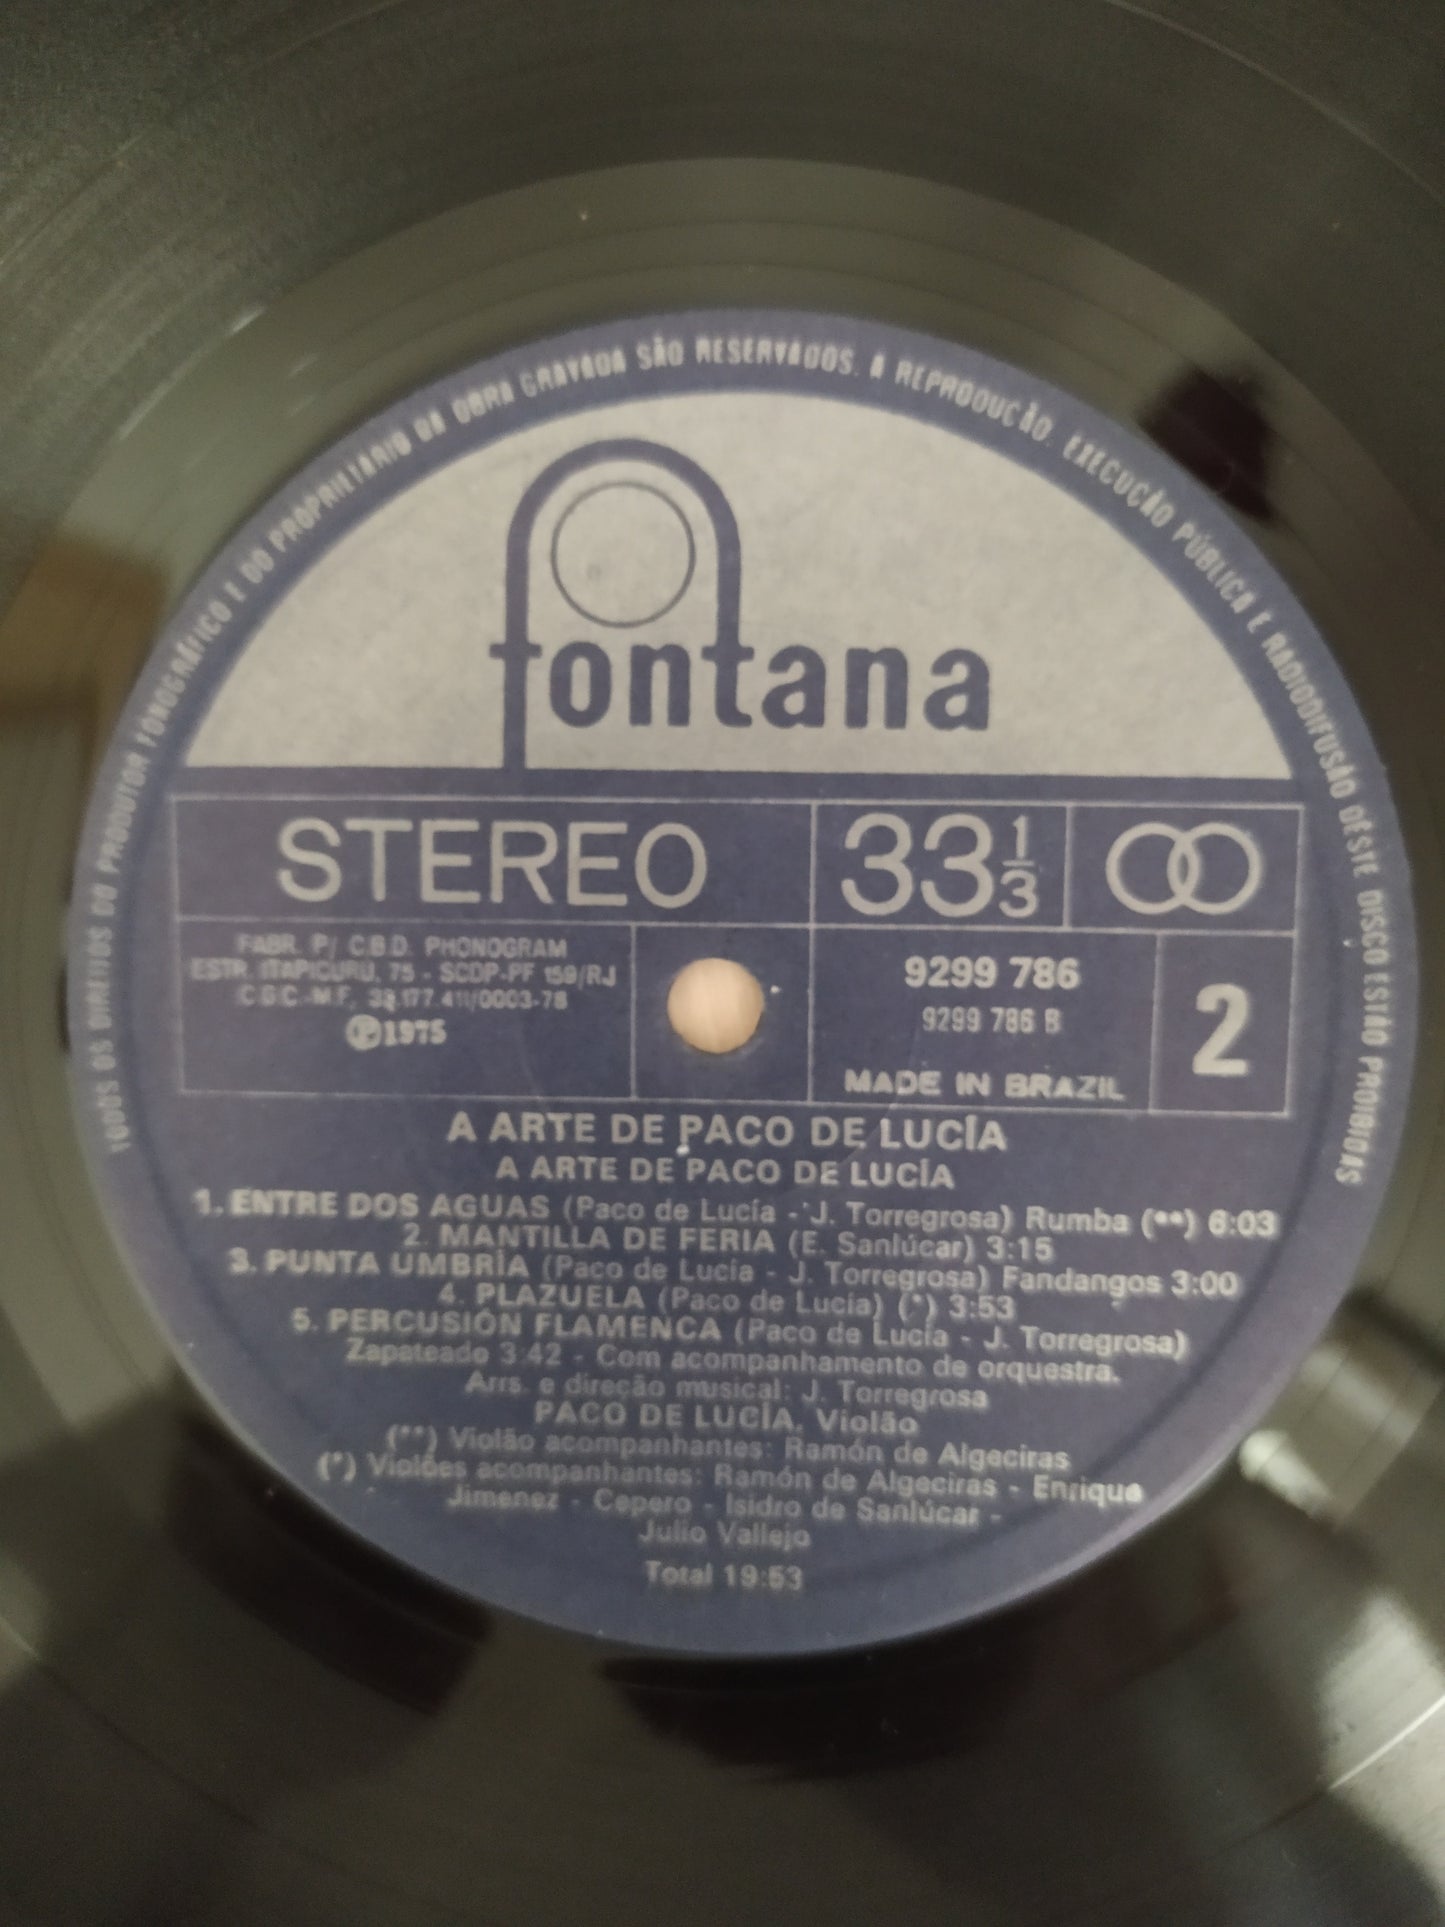 TODOS OS DIREITOS DO PRODUTOR FONOGRÁFICO E DO PROPRIETÁRIO DA OBRA GRAVADA SÃO RESERVADOS. A REPRODUÇÃO. EXECUÇÃO PÚBLICA E RADIODIFUSÃO DÊSTE DISCO ESTÃO PROIBIDAS
fontana
STEREO
33 1/3
FABR. P/ C.B.D. PHONOGRAM
ESTR. ITAPICURU, 75 - SCDP-PF 159/RJ
C.G.C. M.F. 33.177.411/0003-78
Ⓟ1975
9299 786
9299 786 B
MADE IN BRAZIL
2
A ARTE DE PACO DE LUCÍA
A ARTE DE PACO DE LUCÍA
1. ENTRE DOS AGUAS (Paco de Lucía - J. Torregrosa) Rumba (**) 6:03
2. MANTILLA DE FERIA (E. Sanlúcar) 3:15
3. PUNTA UMBRÍA (Paco de Lucía - J. Torregrosa) Fandangos 3:00
4. PLAZUELA (Paco de Lucía) (*) 3:53
5. PERCUSIÓN FLAMENCA (Paco de Lucía - J. Torregrosa)
Zapateado 3:42 - Com acompanhamento de orquestra.
Arrs. e direção musical: J. Torregrosa
PACO DE LUCÍA, Violão
(**) Violão acompanhantes: Ramón de Algeciras
(*) Violões acompanhantes: Ramón de Algeciras - Enrique
Jimenez - Cepero - Isidro de Sanlúcar -
Julio Vallejo
Total 19:53